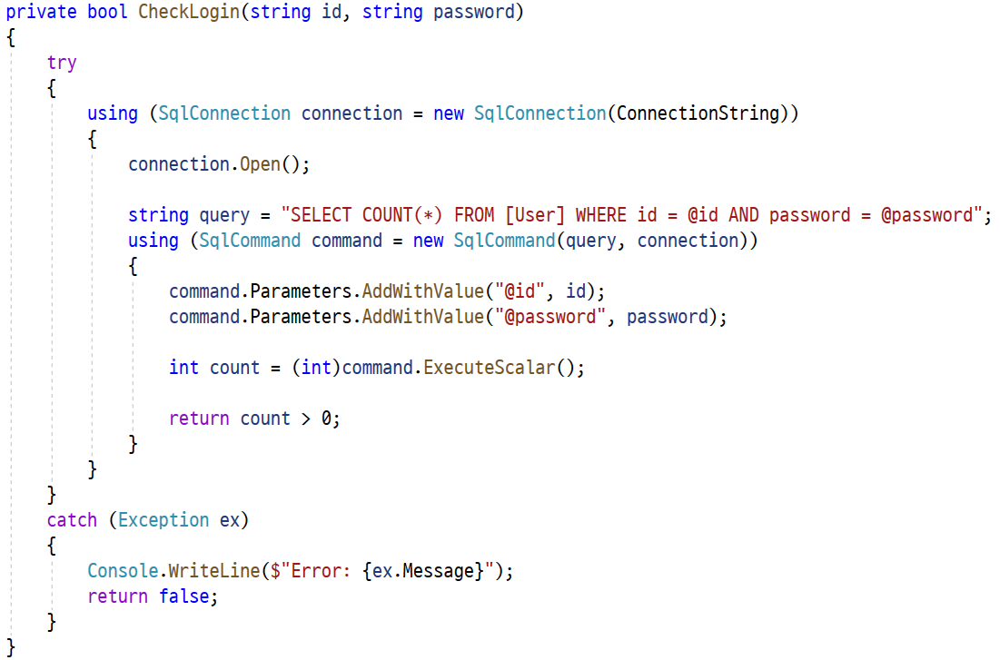 private bool CheckLogin(string id, string password)
{
    try
    {
        using (SqlConnection connection = new SqlConnection(ConnectionString))
        {
            connection.Open();

            string query = "SELECT COUNT(*) FROM [User] WHERE id = @id AND password = @password";
            using (SqlCommand command = new SqlCommand(query, connection))
            {
                command.Parameters.AddWithValue("@id", id);
                command.Parameters.AddWithValue("@password", password);

                int count = (int)command.ExecuteScalar();

                return count > 0;
            }
        }
    }
    catch (Exception ex)
    {
        Console.WriteLine($"Error: {ex.Message}");
        return false;
    }
}